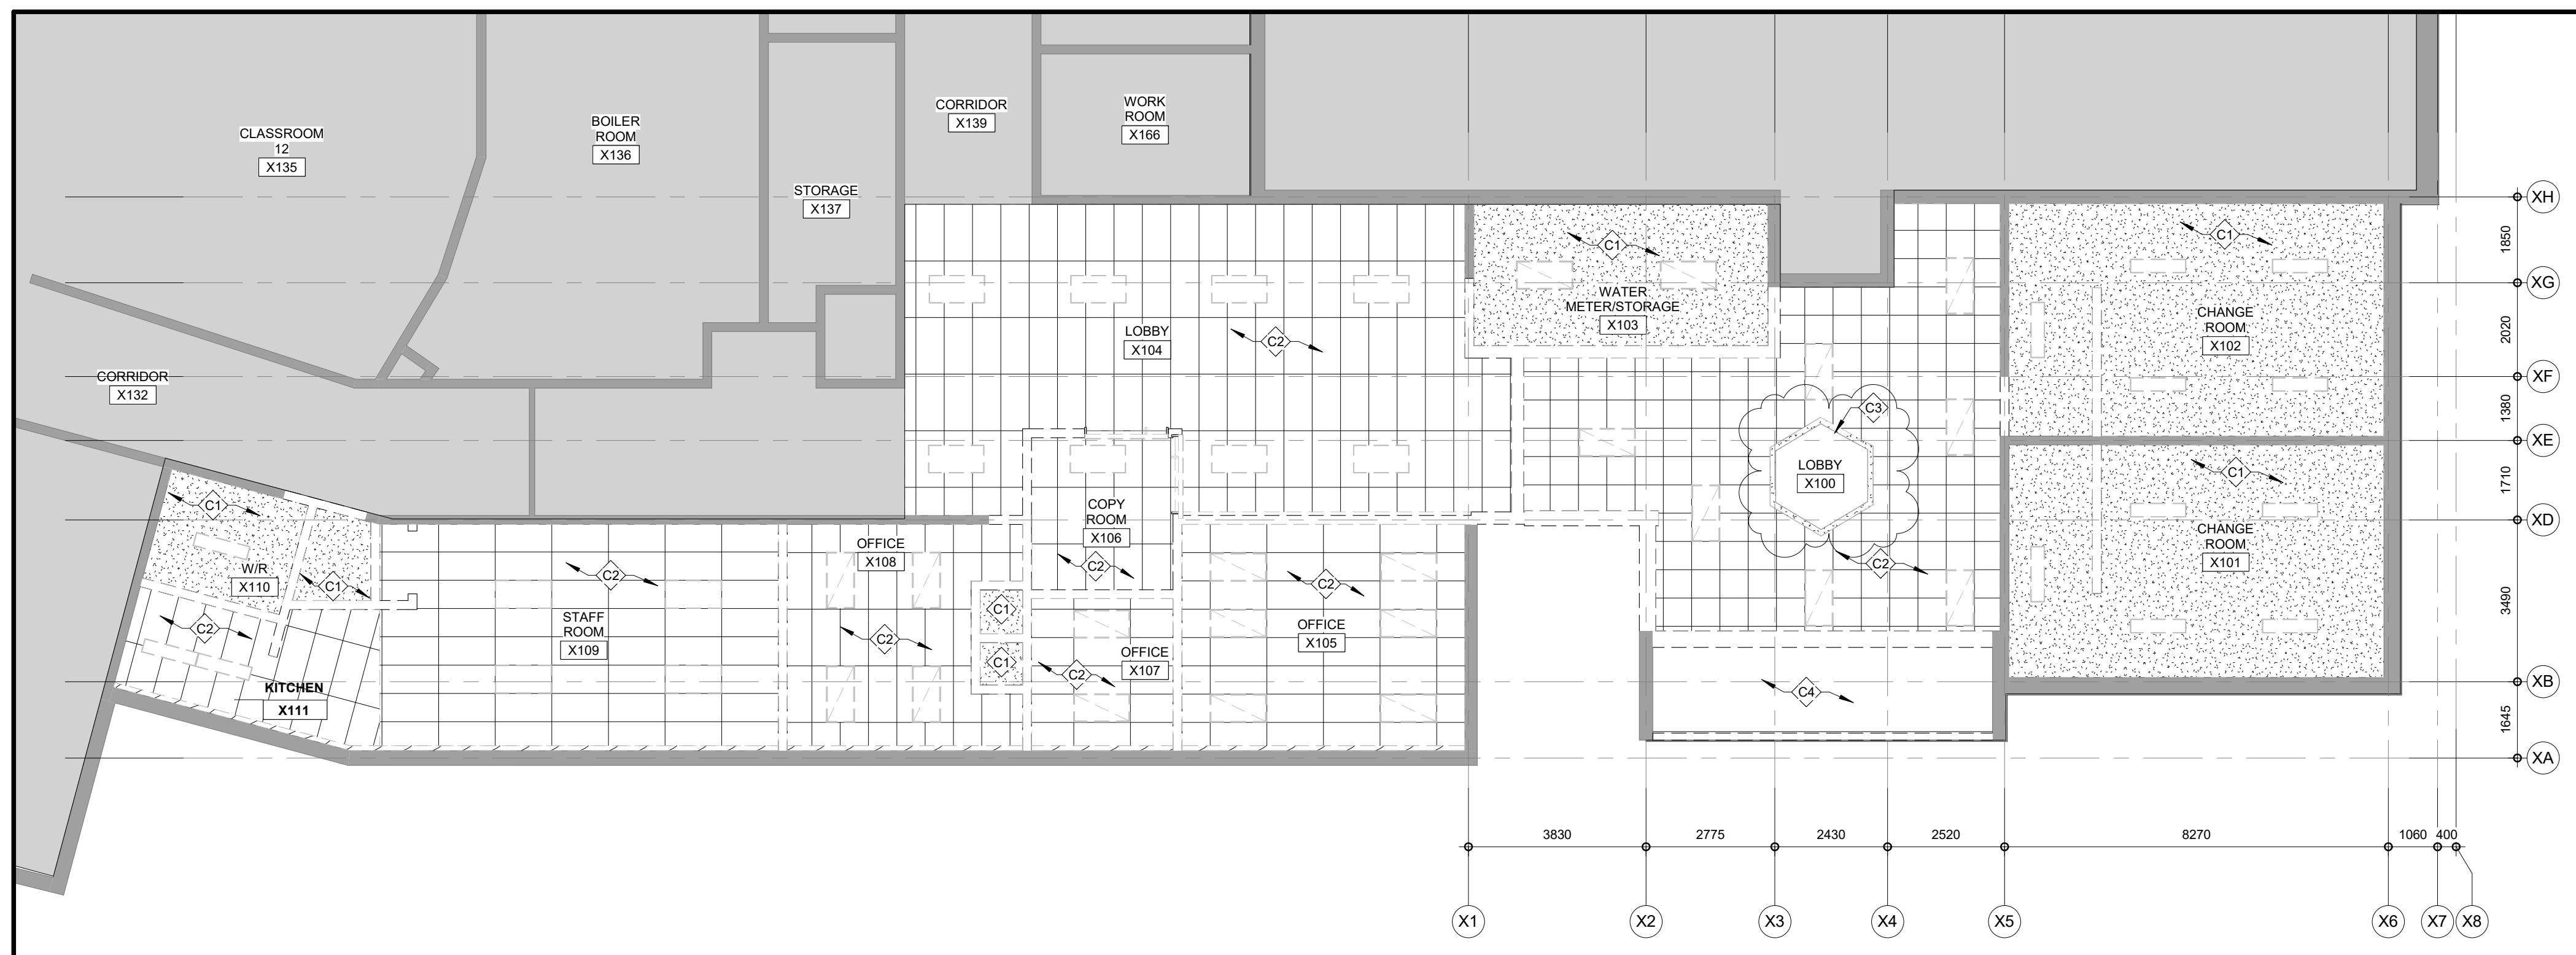 CLASSROOM
12
X135
BOILER
ROOM
X136
STORAGE
X137
CORRIDOR
X139
WORK
ROOM
X166
CORRIDOR
X132
LOBBY
X104
C2
C1
WATER
METER/STORAGE
X103
C1
CHANGE
ROOM
X102
C3
LOBBY
X100
C2
C1
CHANGE
ROOM
X101
C4
C1
W/R
X110
C1
C2
KITCHEN
X111
C2
STAFF
ROOM
X109
OFFICE
X108
C2
C1
C1
COPY
ROOM
X106
C2
OFFICE
X107
C2
C2
OFFICE
X105
XH
1850
XG
2020
XF
1380
XE
1710
XD
3490
XB
1645
XA
3830
2775
2430
2520
8270
1060
400
X1
X2
X3
X4
X5
X6
X7
X8